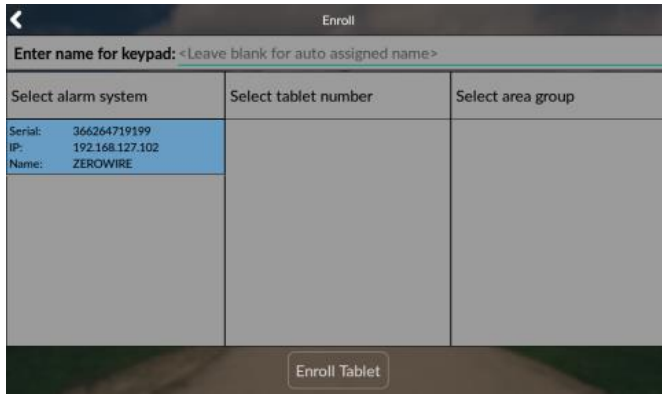 Enroll
Enter name for keypad: <Leave blank for auto assigned name>
Select alarm system
Select tablet number
Select area group
Serial: 366264719199
IP: 192.168.127.102
Name: ZEROWIRE
Enroll Tablet